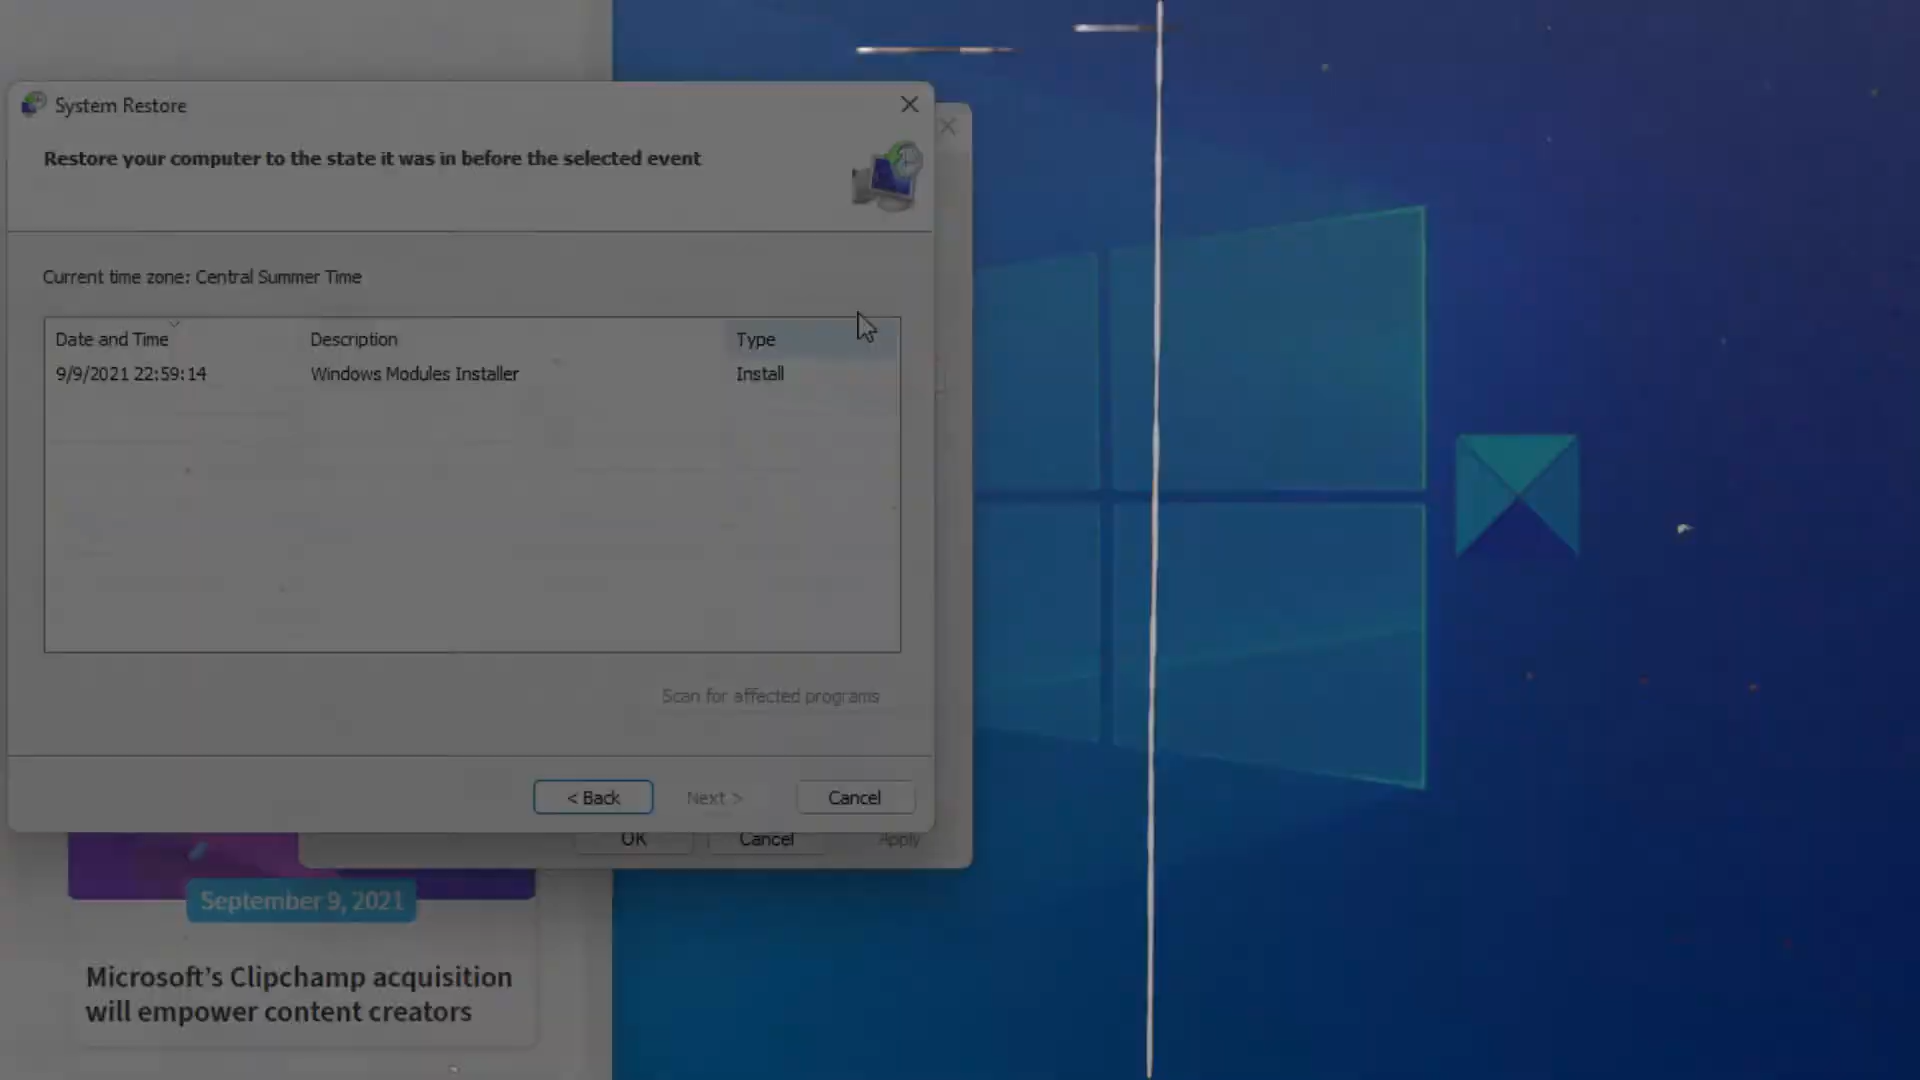 System Restore
Restore your computer to the state it was in before the selected event
Current time zone: Central Summer Time
Date and Time Description Type
9/9/2021 22:59:14 Windows Modules Installer Install
Scan for affected programs
< Back Next > Cancel
OK Cancel Apply
September 9, 2021
Microsoft's Clipchamp acquisition
will empower content creators